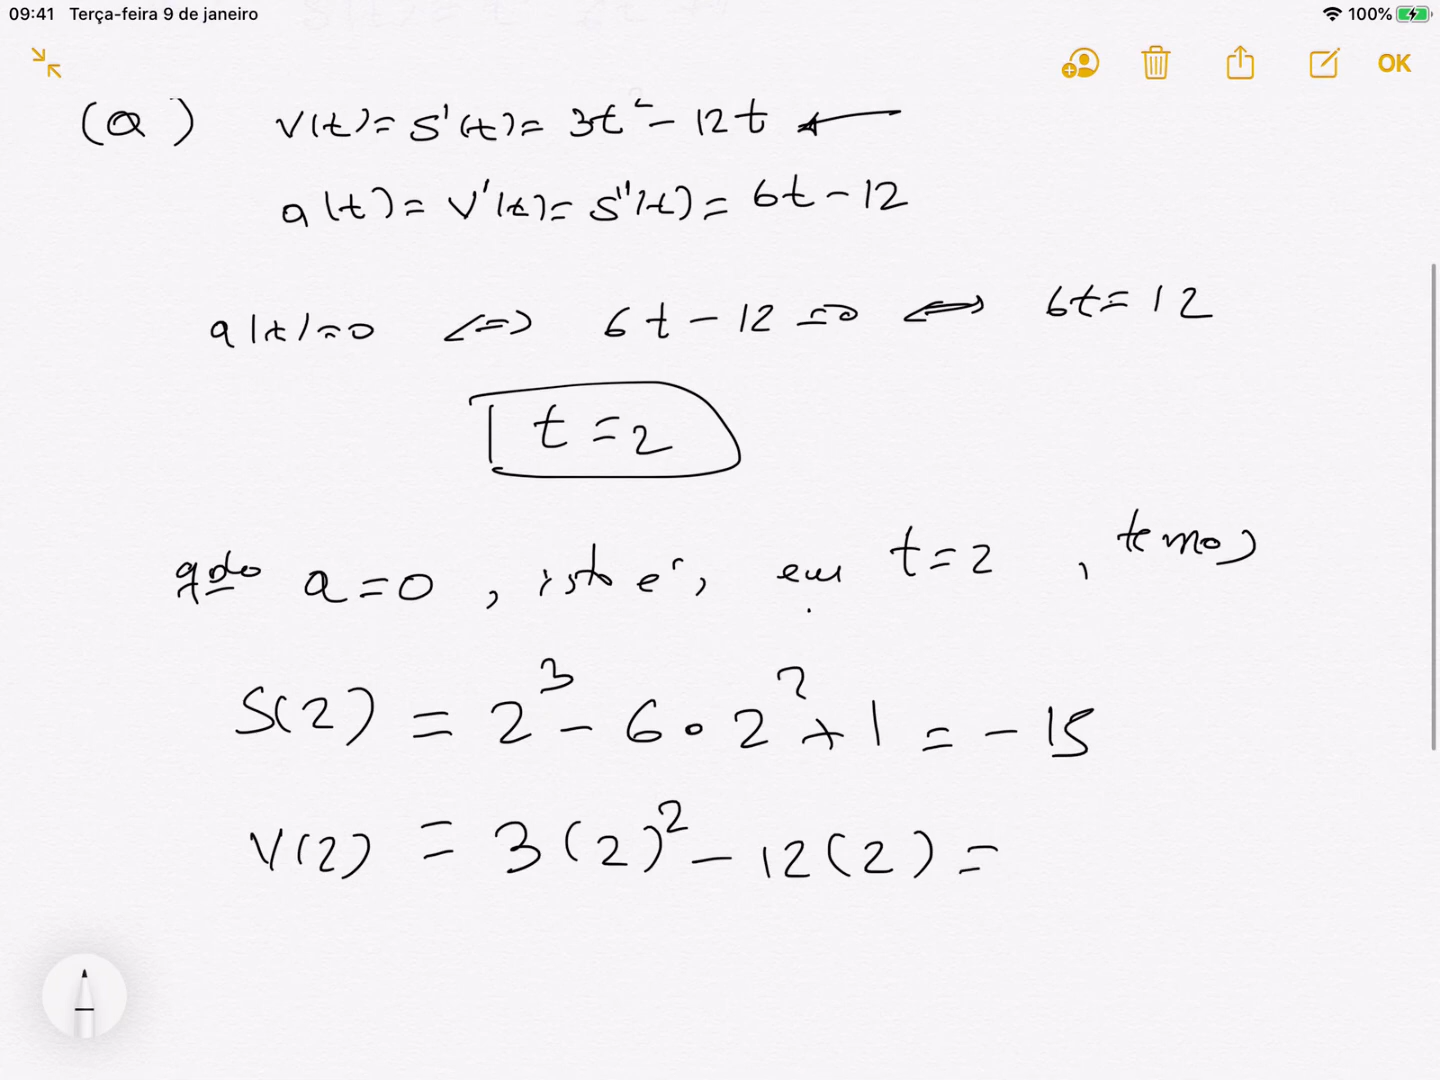 09:41 Terça-feira 9 de janeiro 100%
OK
(a) v(t) = s'(t) = 3t² - 12t ←
a(t) = v'(t) = s''(t) = 6t - 12
a(t) = 0 <=> 6t - 12 = 0 <=> 6t = 12
t = 2
qdo a = 0, isto é, em t = 2, temos
S(2) = 2³ - 6 • 2² + 1 = - 15
V(2) = 3(2)² - 12(2) =